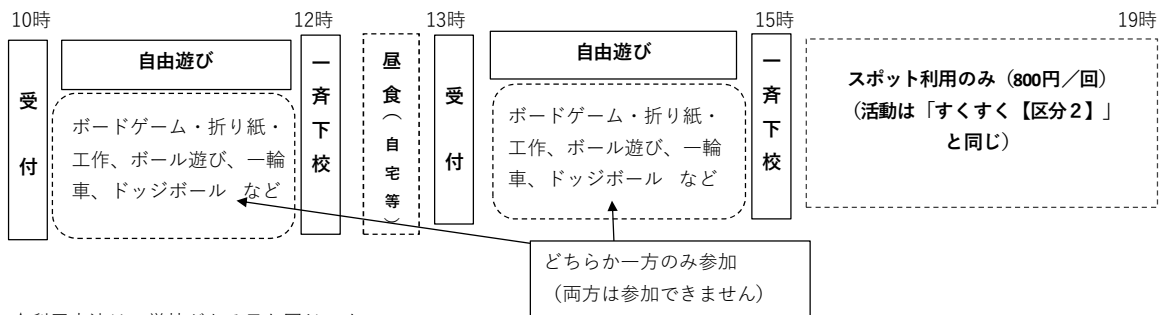 10時
12時
13時
15時
19時
受付
自由遊び
ボードゲーム・折り紙・
工作、ボール遊び、一輪
車、ドッジボール など
一斉下校
昼食（自宅等）
受付
自由遊び
ボードゲーム・折り紙・
工作、ボール遊び、一輪
車、ドッジボール など
一斉下校
スポット利用のみ（800円／回）
（活動は「すくすく【区分２】」
と同じ）
どちらか一方のみ参加
（両方は参加できません）